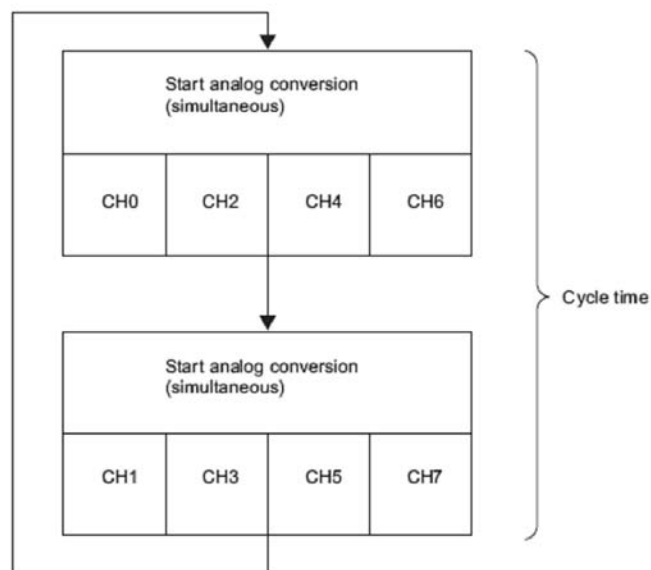 Start analog conversion
(simultaneous)
CH0 CH2 CH4 CH6
Cycle time
Start analog conversion
(simultaneous)
CH1 CH3 CH5 CH7